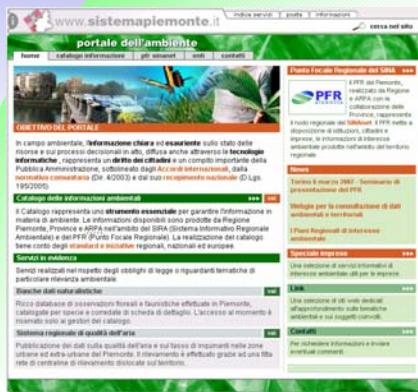 www.sistemapiemonte.it
indice servizi | posta | informazioni
cerca nel sito
portale dell'ambiente
home catalogo informazioni pfr sinanet enti contatti
OBIETTIVO DEL PORTALE
In campo ambientale, l'informazione chiara ed esauriente sullo stato delle
risorse e sui processi decisionali in atto, diffusa anche attraverso le tecnologie
informatiche, rappresenta un diritto dei cittadini e un compito importante della
Pubblica Amministrazione, sottolineato dagli Accordi internazionali, dalla
normativa comunitaria (Dir. 4/2003) e dal suo recepimento nazionale (D.Lgs.
195/2005)
Catalogo delle informazioni ambientali vai
Il Catalogo rappresenta uno strumento essenziale per garantire l'informazione in
materia di ambiente. Le informazioni disponibili sono prodotte da Regione
Piemonte, Province e ARPA nell'ambito del SIRA (Sistema Informativo Regionale
Ambientale) e del PFR (Punto Focale Regionale). La realizzazione del catalogo
tiene conto degli standard o iniziative regionali, nazionali ed europee.
Servizi in evidenza
Servizi realizzati nel rispetto degli obblighi di legge o riguardanti tematiche di
particolare rilevanza.
Banche dati naturalistiche vai
Ricco database di osservazioni floreali e faunistiche effettuate in Piemonte,
catalogate per specie e corredate di scheda di dettaglio. L'accesso al momento è
riservato solo ai gestori del catalogo.
Sistema regionale di qualità dell'aria vai
Pubblicazione dei dati sulla qualità dell'aria e sul tasso di inquinanti nelle zone
urbane ed extra-urbane del Piemonte. Il rilevamento è effettuato grazie ad una fitta
rete di centraline di rilevamento dislocate sul territorio.
Punto Focale Regionale del SINA
PFR
PIEMONTE
Il PFR del Piemonte,
realizzato da Regione
e ARPA con la
collaborazione delle
Province, rappresenta
il nodo regionale del SINAnet. Il PFR mette a
disposizione di istituzioni, cittadini e
imprese, le informazioni di interesse
ambientale prodotte nell'ambito del territorio
regionale
News
Torino 6 marzo 2007 - Seminario di
presentazione del PFR
Webgis per la consultazione di dati
ambientali e territoriali
I Piani Regionali di interesse
ambientale
Speciale imprese
Una selezione di servizi informativi di
interesse ambientale utili per le imprese.
Link
Una selezione di siti web dedicati
all'approfondimento sulle tematiche
ambientali e sui soggetti coinvolti.
Contatti
Per richiedere informazioni e inviare
eventuali commenti.